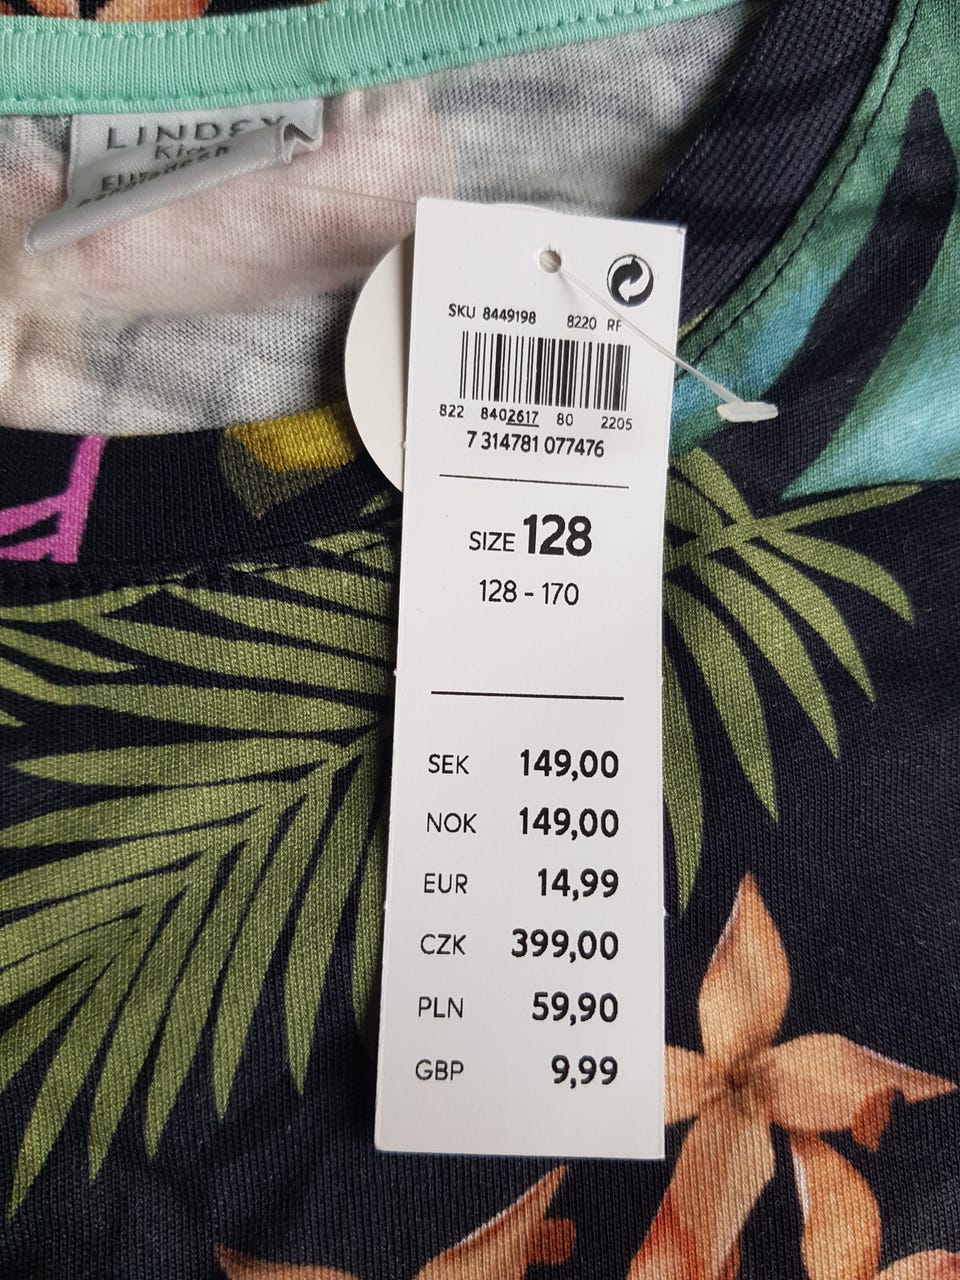 LINDEX
Kids
SKU 8449198 8220 RF
822 8402617 80 2205
7 314781 077476
SIZE 128
128 - 170
SEK 149,00
NOK 149,00
EUR 14,99
CZK 399,00
PLN 59,90
GBP 9,99